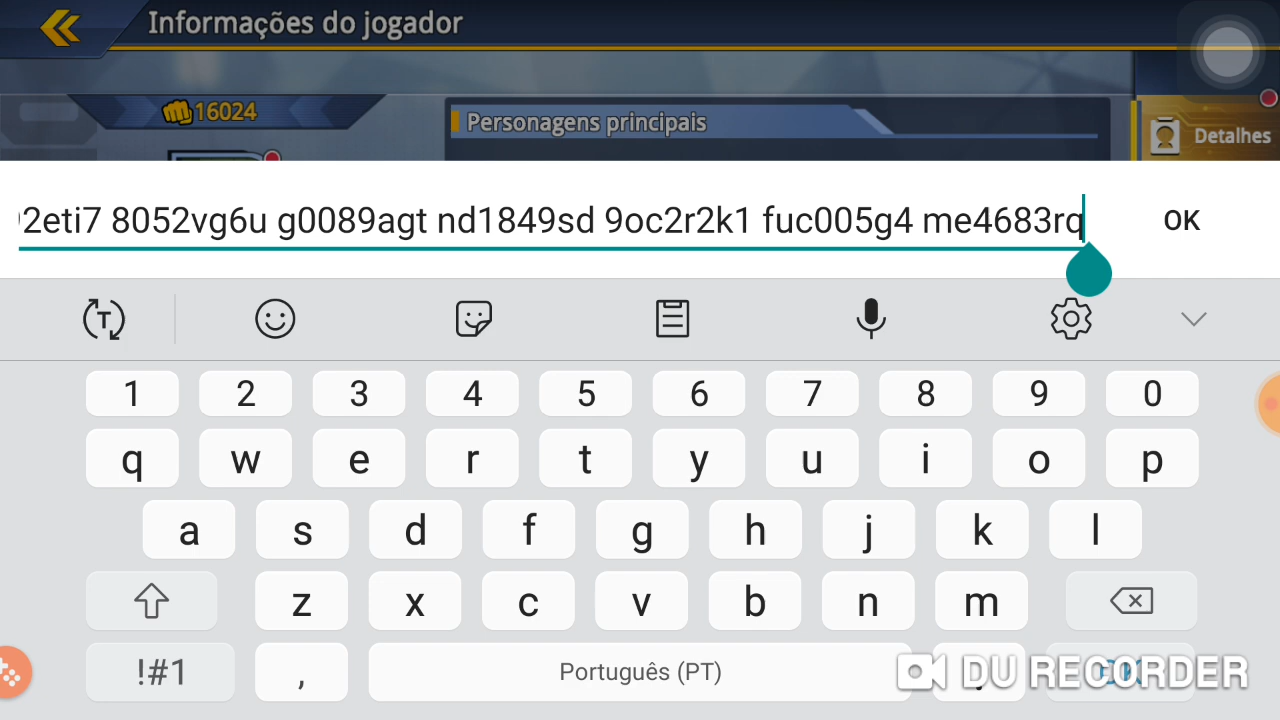 Informações do jogador
16024
Personagens principais
Detalhes
2eti7 8052vg6u g0089agt nd1849sd 9oc2r2k1 fuc005g4 me4683rq
OK
T
1 2 3 4 5 6 7 8 9 0
q w e r t y u i o p
a s d f g h j k l
z x c v b n m
!#1 , Português (PT) . OK
DU RECORDER